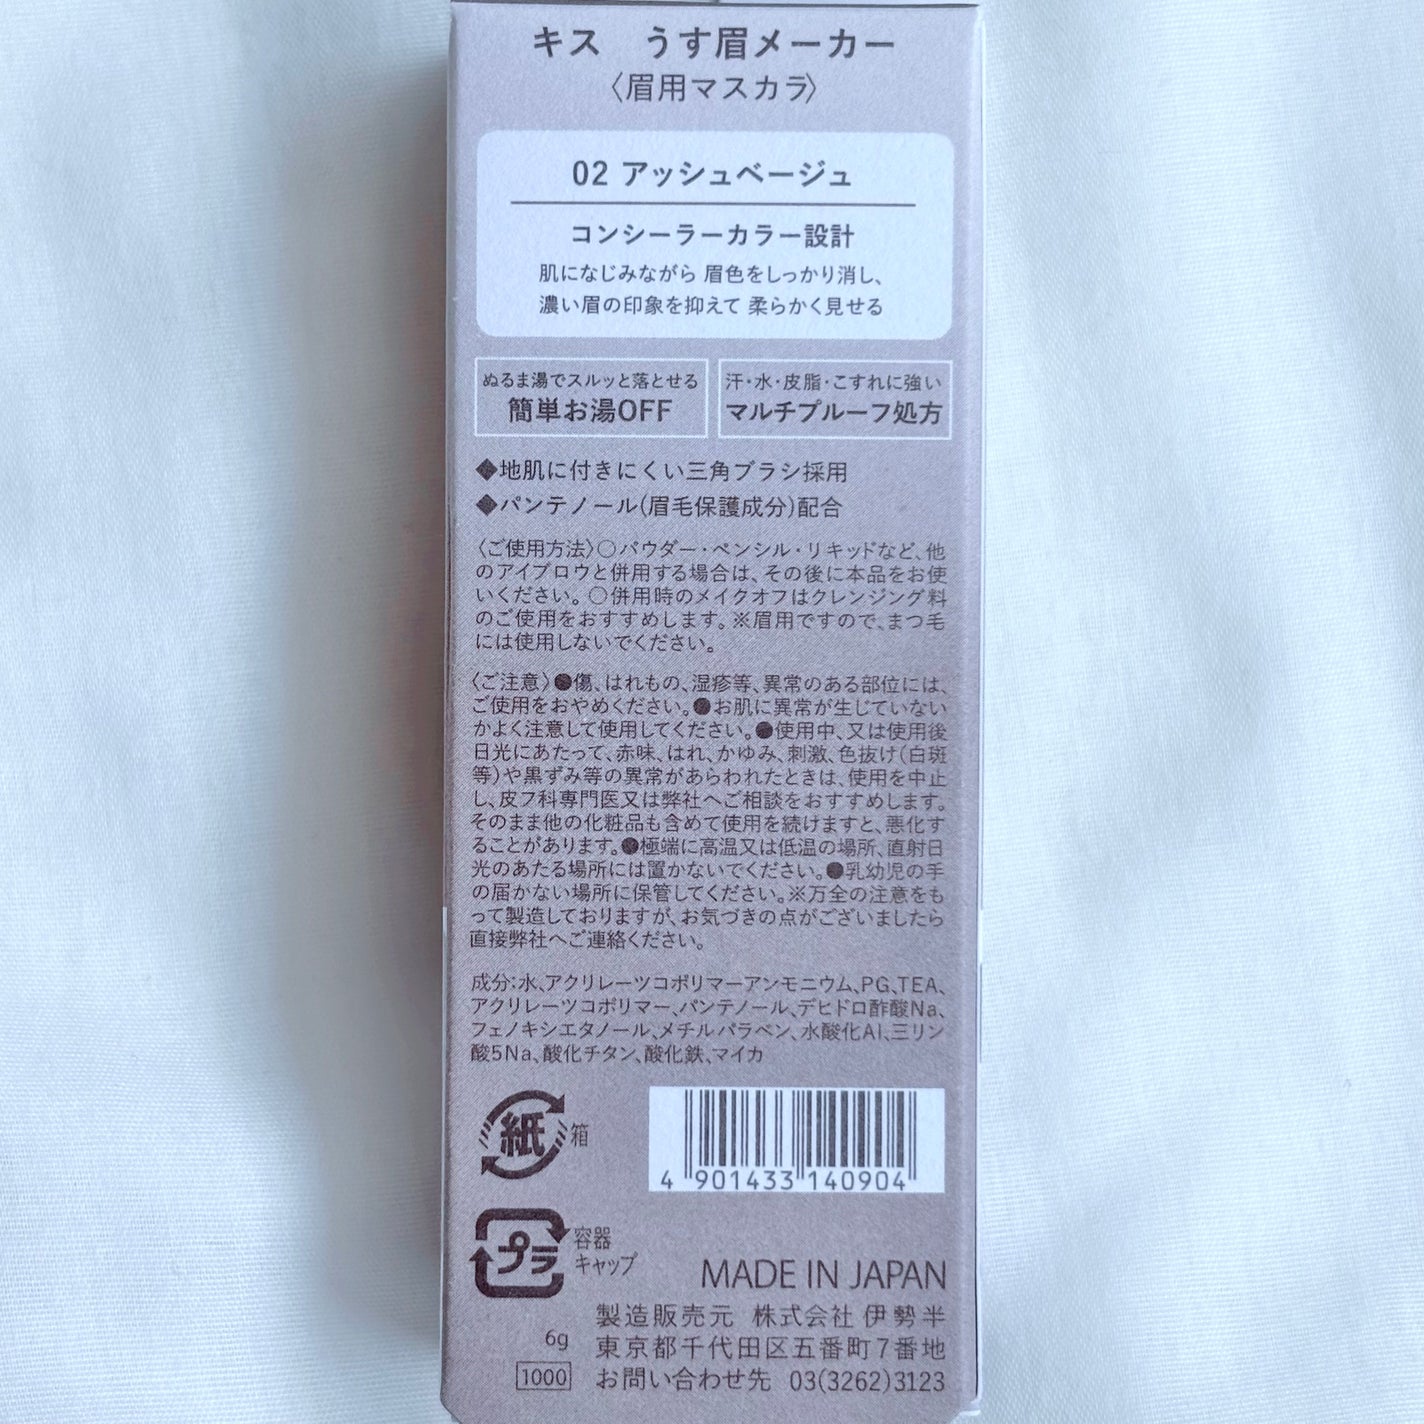 キス　うす眉メーカー
〈眉用マスカラ〉
02 アッシュベージュ
コンシーラーカラー設計
肌になじみながら 眉色をしっかり消し、
濃い眉の印象を抑えて 柔らかく見せる
ぬるま湯でスルッと落とせる
簡単お湯OFF
汗・水・皮脂・こすれに強い
マルチプルーフ処方
◆地肌に付きにくい三角ブラシ採用
◆パンテノール(眉毛保護成分)配合
〈ご使用方法〉○パウダー・ペンシル・リキッドなど、他
のアイブロウと併用する場合は、その後に本品をお使
いください。○併用時のメイクオフはクレンジング料
のご使用をおすすめします。※眉用ですので、まつ毛
には使用しないでください。
〈ご注意〉●傷、はれもの、湿疹等、異常のある部位には、
ご使用をおやめください。●お肌に異常が生じていない
かよく注意して使用してください。●使用中、又は使用後
日光にあたって、赤味、はれ、かゆみ、刺激、色抜け(白斑
等)や黒ずみ等の異常があらわれたときは、使用を中止
し、皮フ科専門医又は弊社へご相談をおすすめします。
そのまま他の化粧品も含めて使用を続けますと、悪化す
ることがあります。●極端に高温又は低温の場所、直射日
光のあたる場所には置かないでください。●乳幼児の手
の届かない場所に保管してください。※万全の注意をも
って製造しておりますが、お気づきの点がございましたら
直接弊社へご連絡ください。
成分:水、アクリレーツコポリマーアンモニウム、PG、TEA、
アクリレーツコポリマー、パンテノール、デヒドロ酢酸Na、
フェノキシエタノール、メチルパラベン、水酸化Al、三リン
酸5Na、酸化チタン、酸化鉄、マイカ
紙 箱
4 901433 140904
プラ 容器
キャップ
MADE IN JAPAN
製造販売元 株式会社 伊勢半
6g 東京都千代田区五番町7番地
1000 お問い合わせ先 03(3262)3123